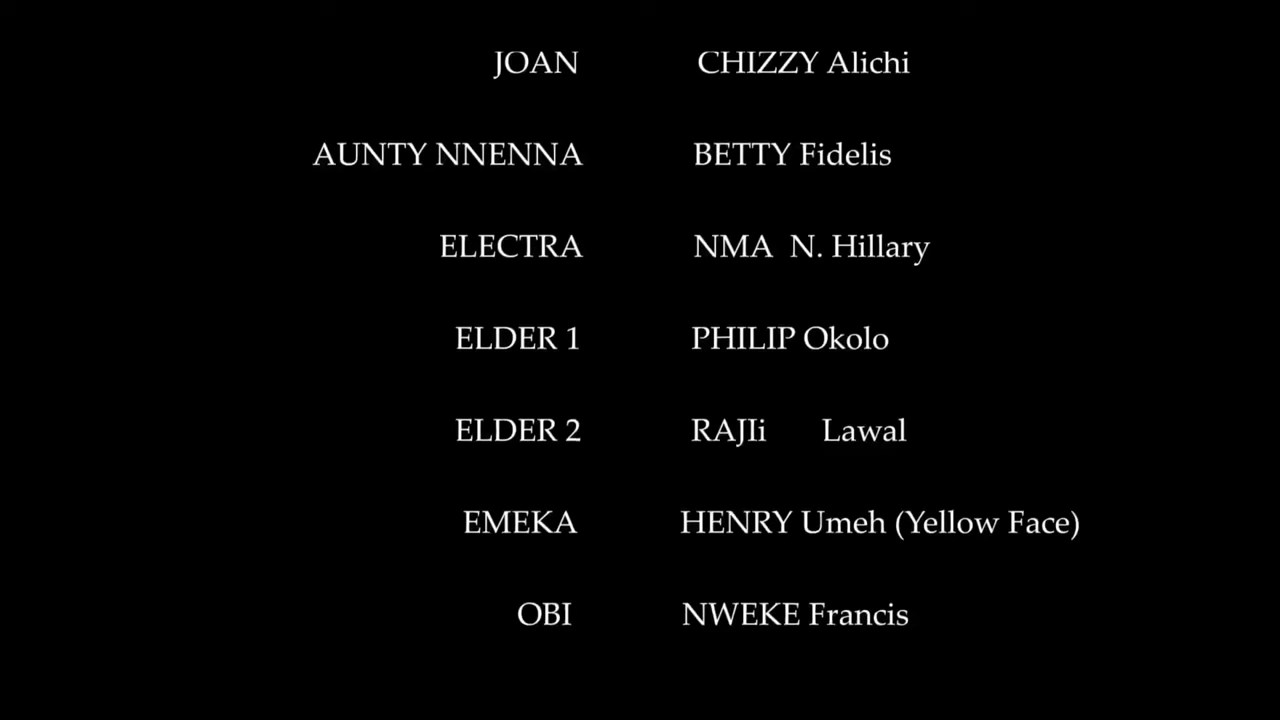 JOAN CHIZZY Alichi
AUNTY NNENNA BETTY Fidelis
ELECTRA NMA N. Hillary
ELDER 1 PHILIP Okolo
ELDER 2 RAJIi Lawal
EMEKA HENRY Umeh (Yellow Face)
OBI NWEKE Francis